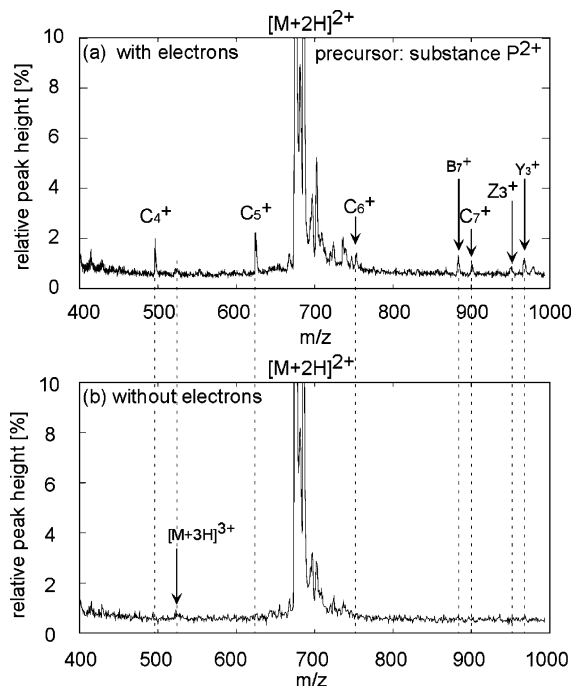 [M+2H]2+
(a) with electrons
precursor: substance P2+
relative peak height [%]
10
8
6
4
2
0
C4+
C5+
C6+
B7+
C7+
Z3+
Y3+
400 500 600 700 800 900 1000
m/z
[M+2H]2+
(b) without electrons
relative peak height [%]
10
8
6
4
2
0
[M+3H]3+
400 500 600 700 800 900 1000
m/z